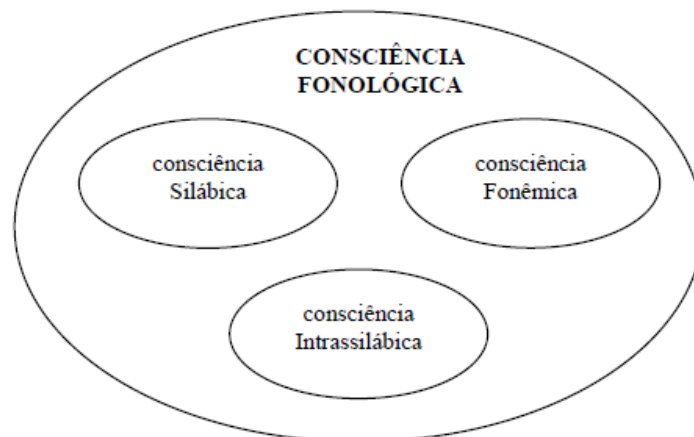 CONSCIÊNCIA
FONOLÓGICA
consciência
Silábica
consciência
Fonêmica
consciência
Intrassilábica